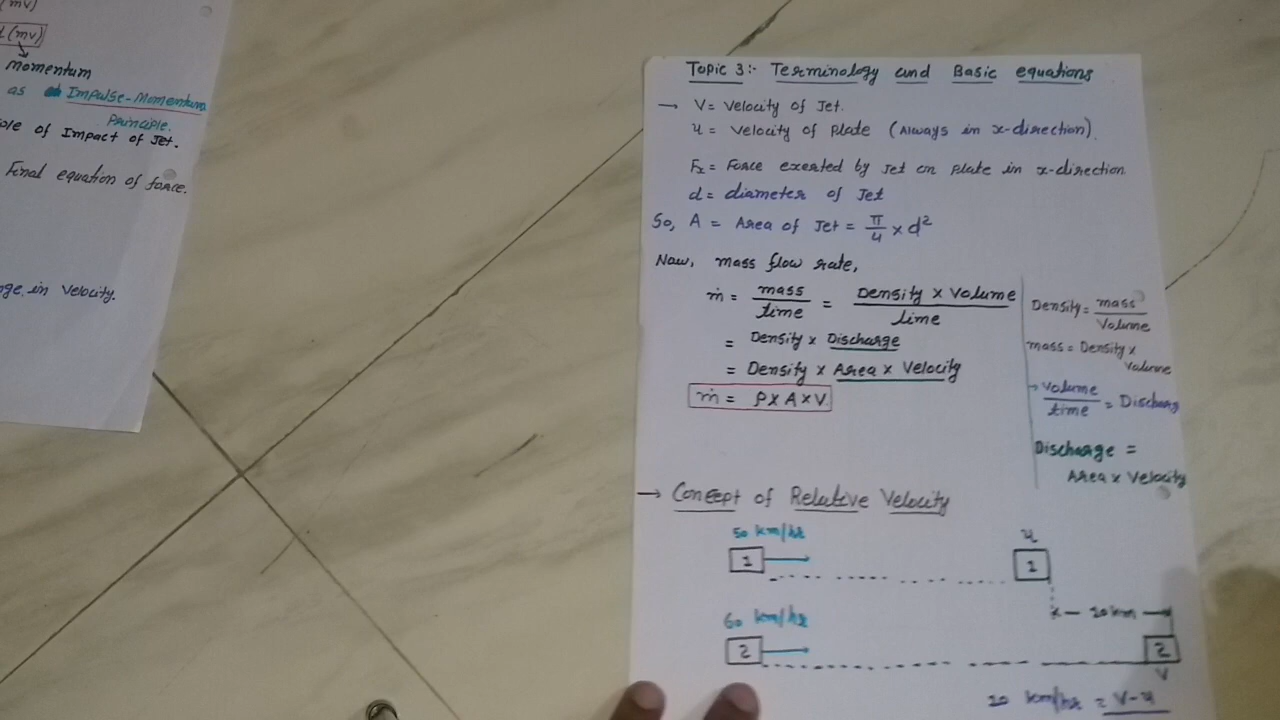 (mv)
(mv)
Momentum
as Impulse-Momentum
Principle.
of Impact of Jet.
Final equation of force.
in Velocity.
Topic 3:- Terminology and Basic equations
→ V = Velocity of Jet.
u = Velocity of plate (Always in x-direction)
Fx = Force exerted by Jet on plate in x-direction
d = diameter of Jet
So, A = Area of Jet = π/4 × d²
Now, mass flow rate,
ṁ = mass/time = Density × Volume/time
= Density × Discharge
= Density × Area × Velocity
ṁ = ρ × A × V
Density = mass/Volume
mass = Density ×
Volume
→ Volume/time = Discharg
Discharge =
Area × Velocity
→ Concept of Relative Velocity
50 km/hr
1
u
1
60 km/hr
2
20 km
2
V
20 km/hr = V-u